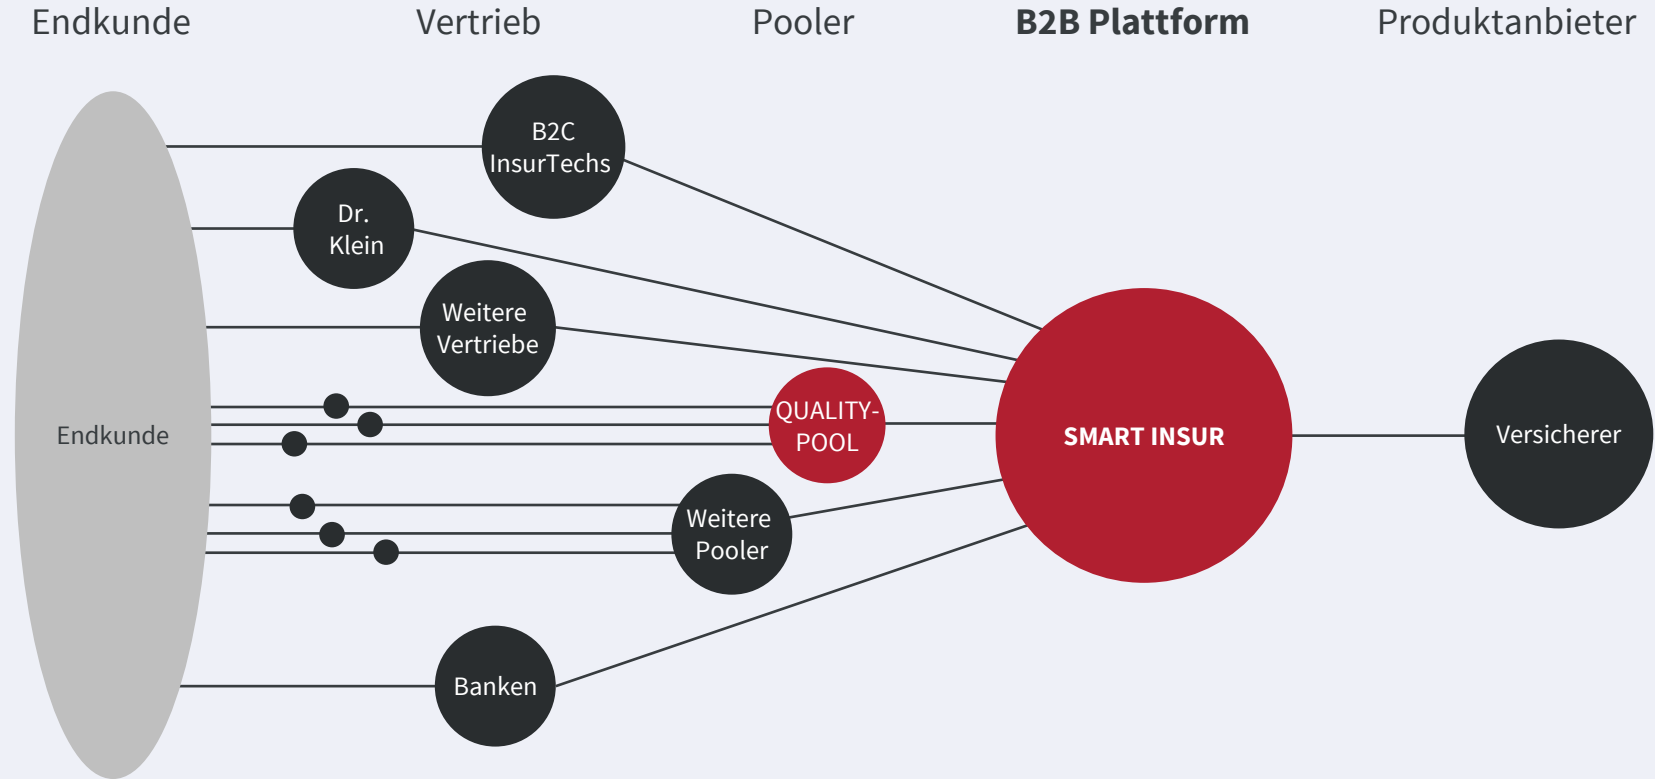 Endkunde Vertrieb Pooler B2B Plattform Produktanbieter
B2C
InsurTechs
Dr.
Klein
Weitere
Vertriebe
QUALITY-
POOL
Endkunde
SMART INSUR
Versicherer
Weitere
Pooler
Banken